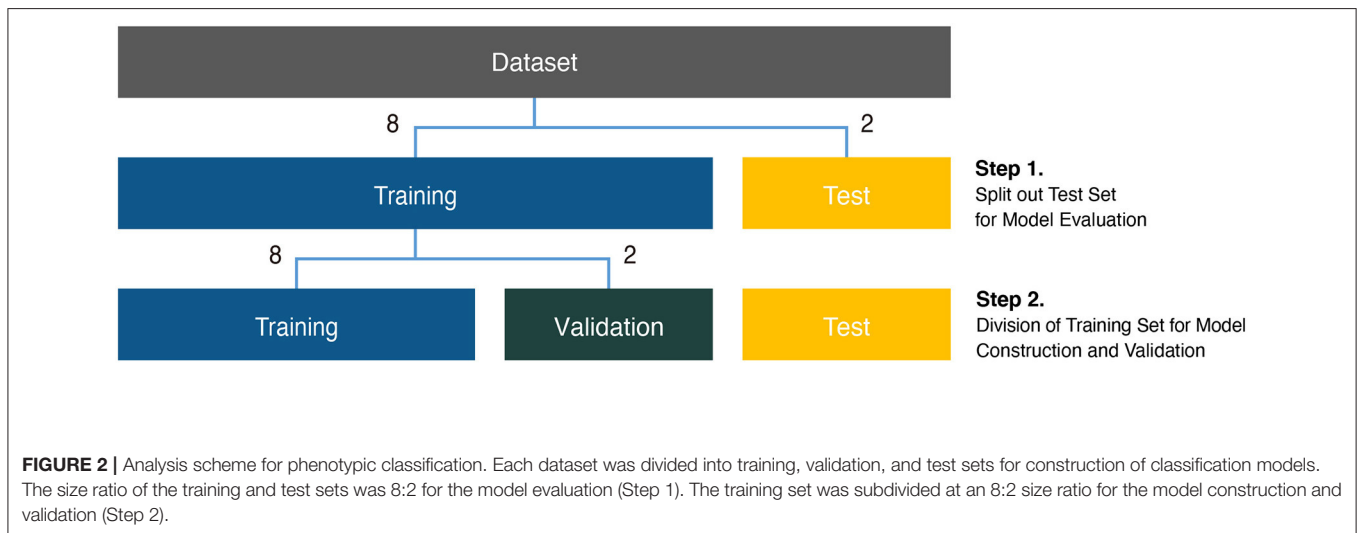 Dataset
8
2
Training
Test
Step 1.
Split out Test Set
for Model Evaluation
8
2
Training
Validation
Test
Step 2.
Division of Training Set for Model
Construction and Validation
FIGURE 2 | Analysis scheme for phenotypic classification. Each dataset was divided into training, validation, and test sets for construction of classification models.
The size ratio of the training and test sets was 8:2 for the model evaluation (Step 1). The training set was subdivided at an 8:2 size ratio for the model construction and
validation (Step 2).